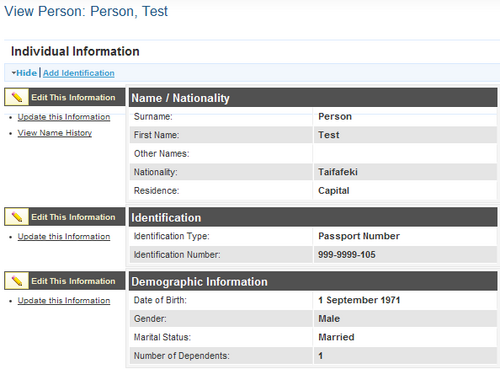 View Person: Person, Test
Individual Information
Hide | Add Identification
Edit This Information
Name / Nationality
Update this Information
Surname: Person
View Name History
First Name: Test
Other Names:
Nationality: Taifafeki
Residence: Capital
Edit This Information
Identification
Update this Information
Identification Type: Passport Number
Identification Number: 999-9999-105
Edit This Information
Demographic Information
Update this Information
Date of Birth: 1 September 1971
Gender: Male
Marital Status: Married
Number of Dependents: 1